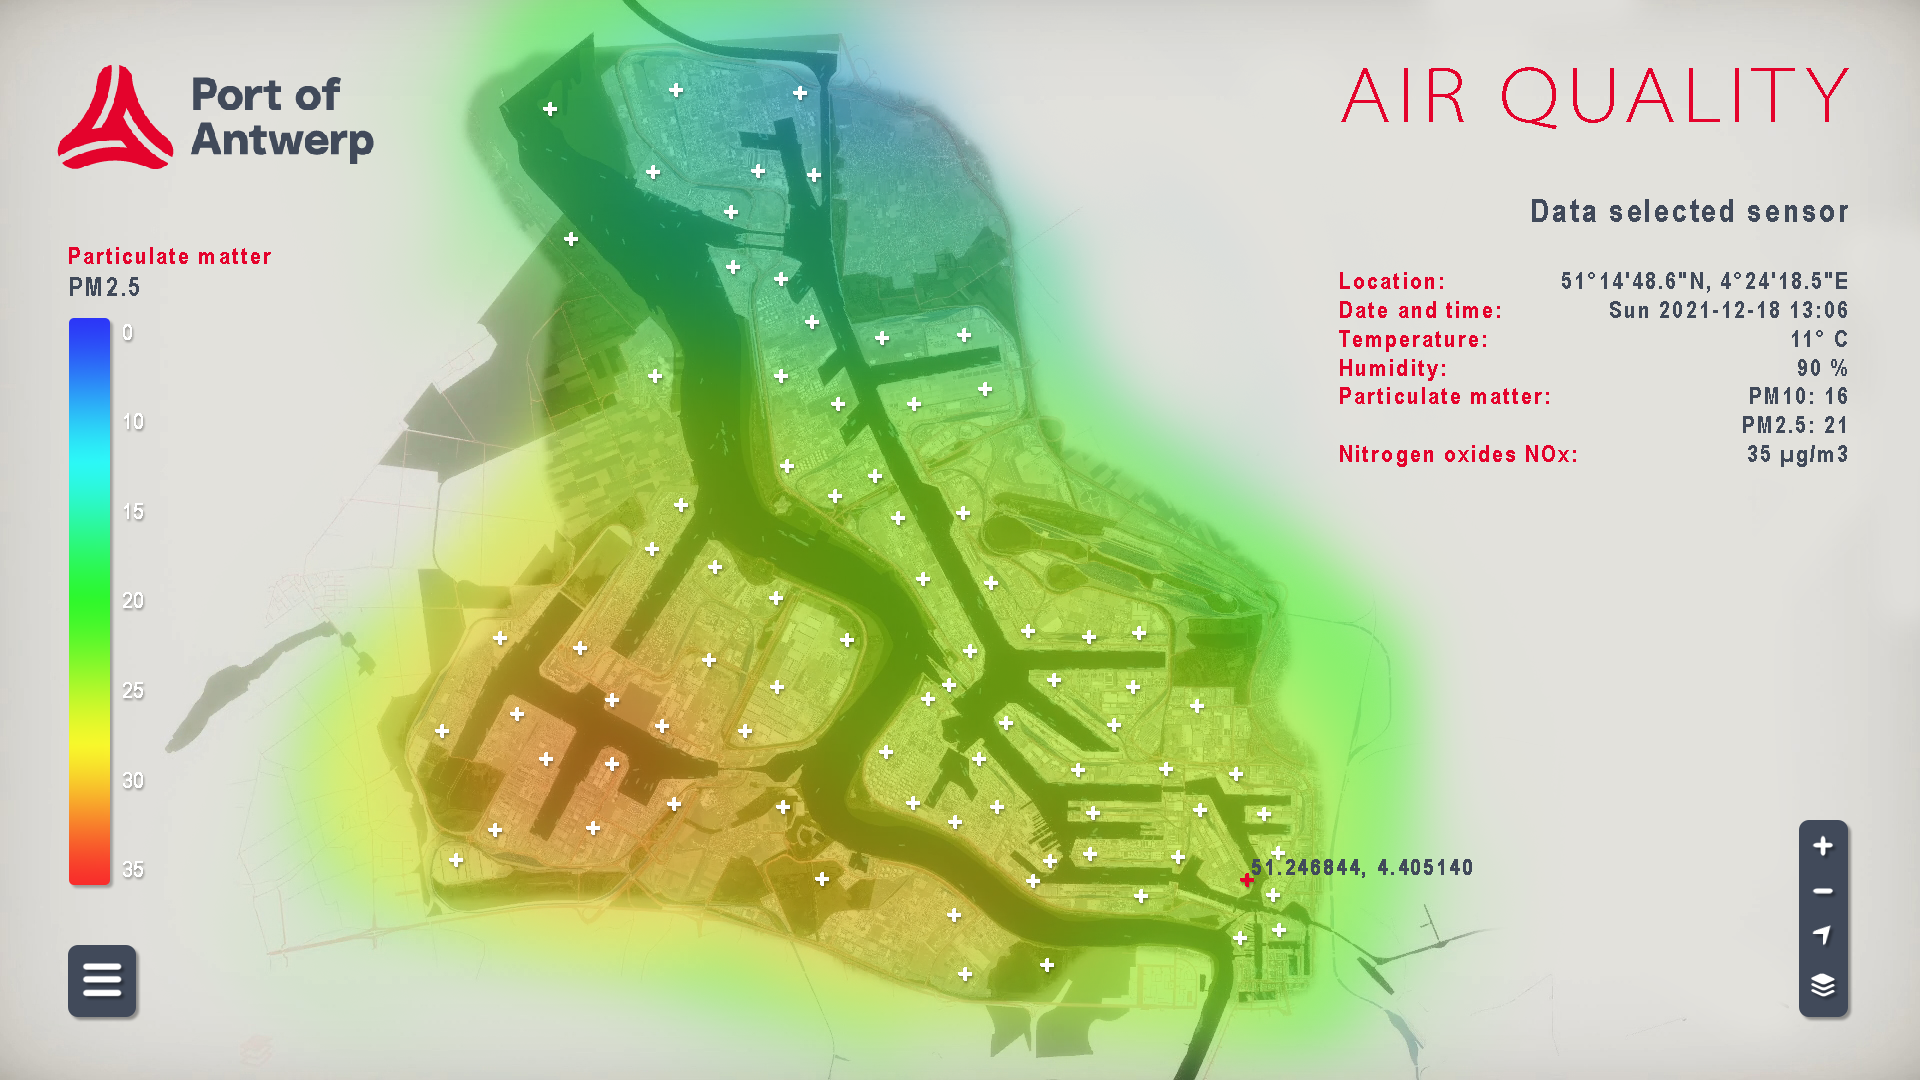 Port of
Antwerp
AIR QUALITY
Data selected sensor
Particulate matter
PM2.5
0
10
15
20
25
30
35
Location: 51°14'48.6"N, 4°24'18.5"E
Date and time: Sun 2021-12-18 13:06
Temperature: 11° C
Humidity: 90 %
Particulate matter: PM10: 16
PM2.5: 21
Nitrogen oxides NOx: 35 µg/m3
51.246844, 4.405140